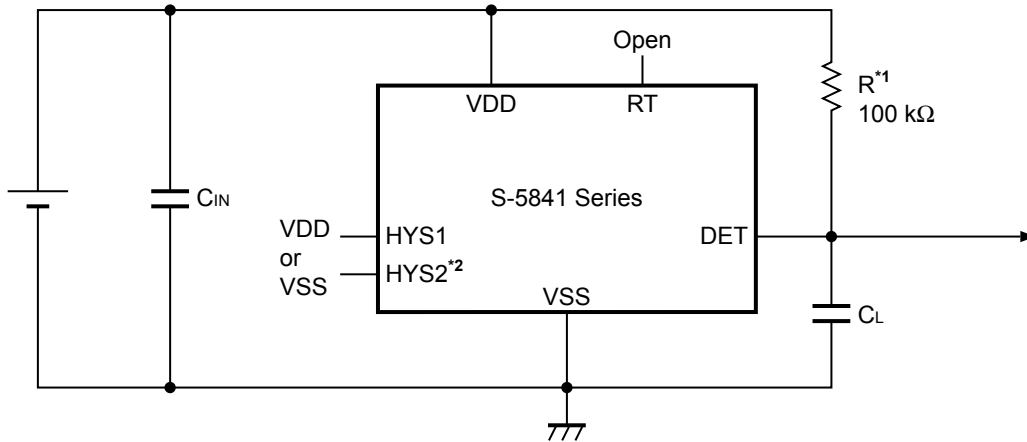 Open
VDD
RT
R*1
100 kΩ
CIN
S-5841 Series
VDD
or
VSS
HYS1
HYS2*2
DET
VSS
CL